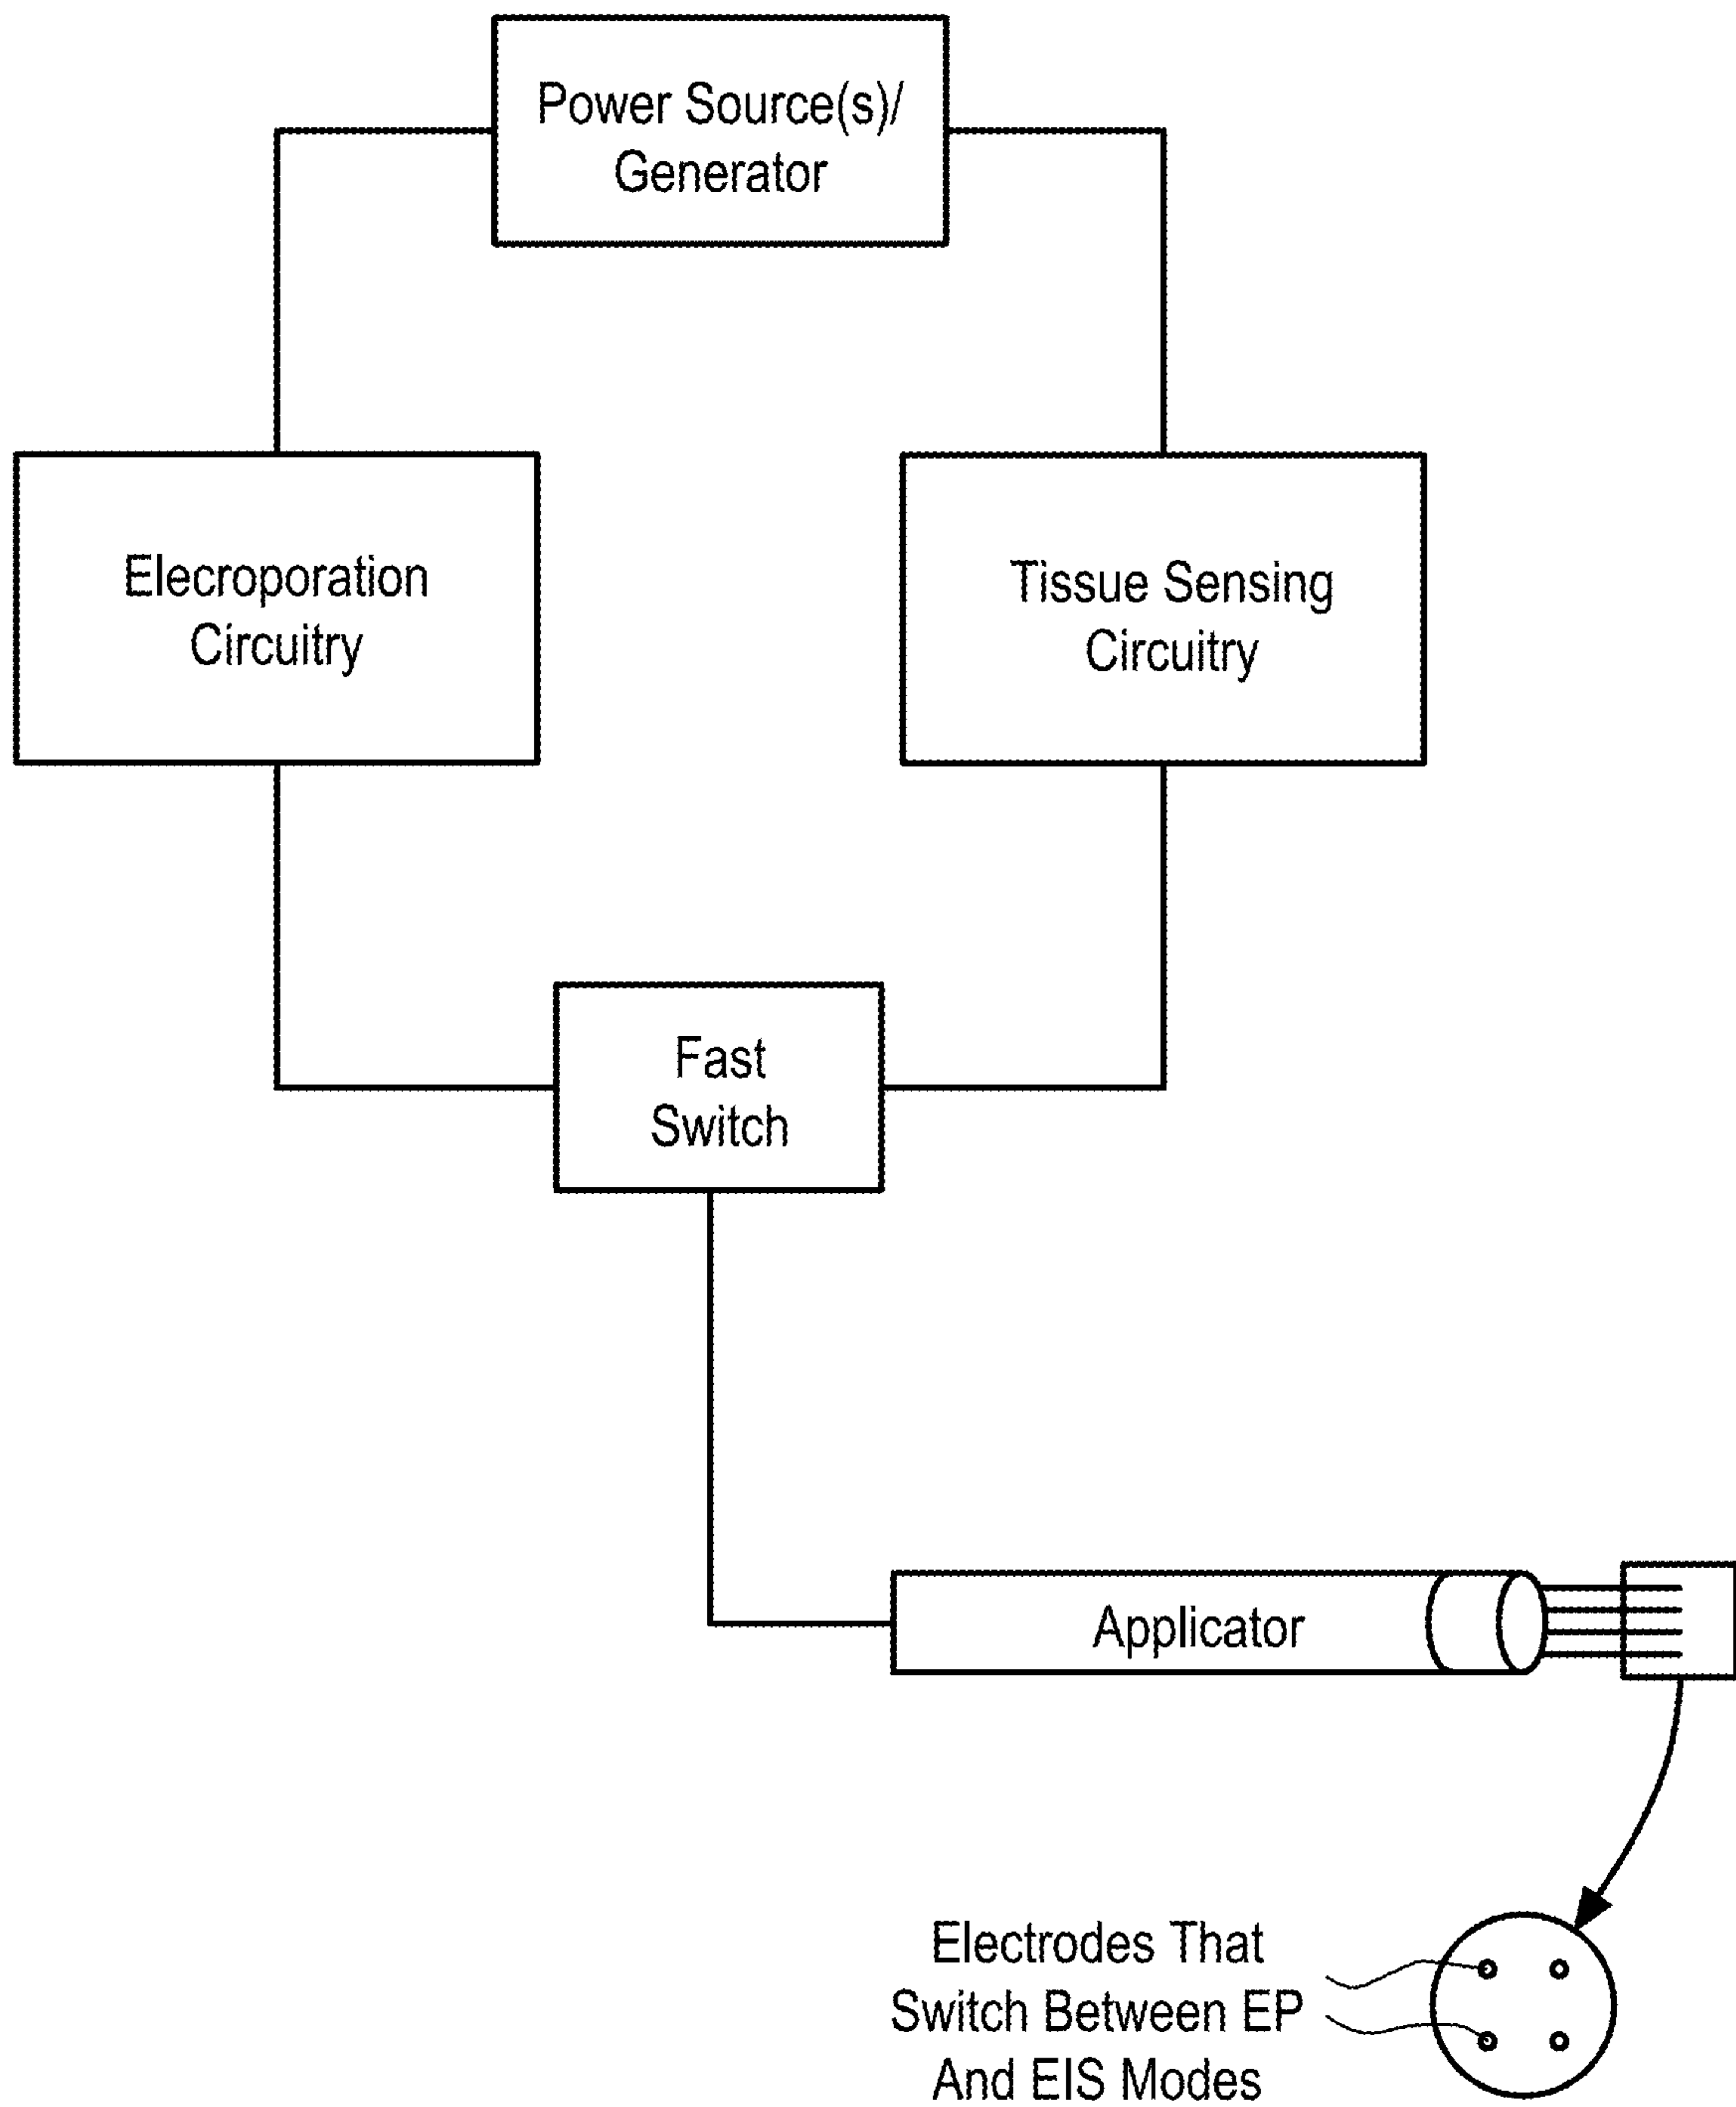 Power Source(s)/
Generator
Elecroporation
Circuitry
Tissue Sensing
Circuitry
Fast
Switch
Applicator
Electrodes That
Switch Between EP
And EIS Modes